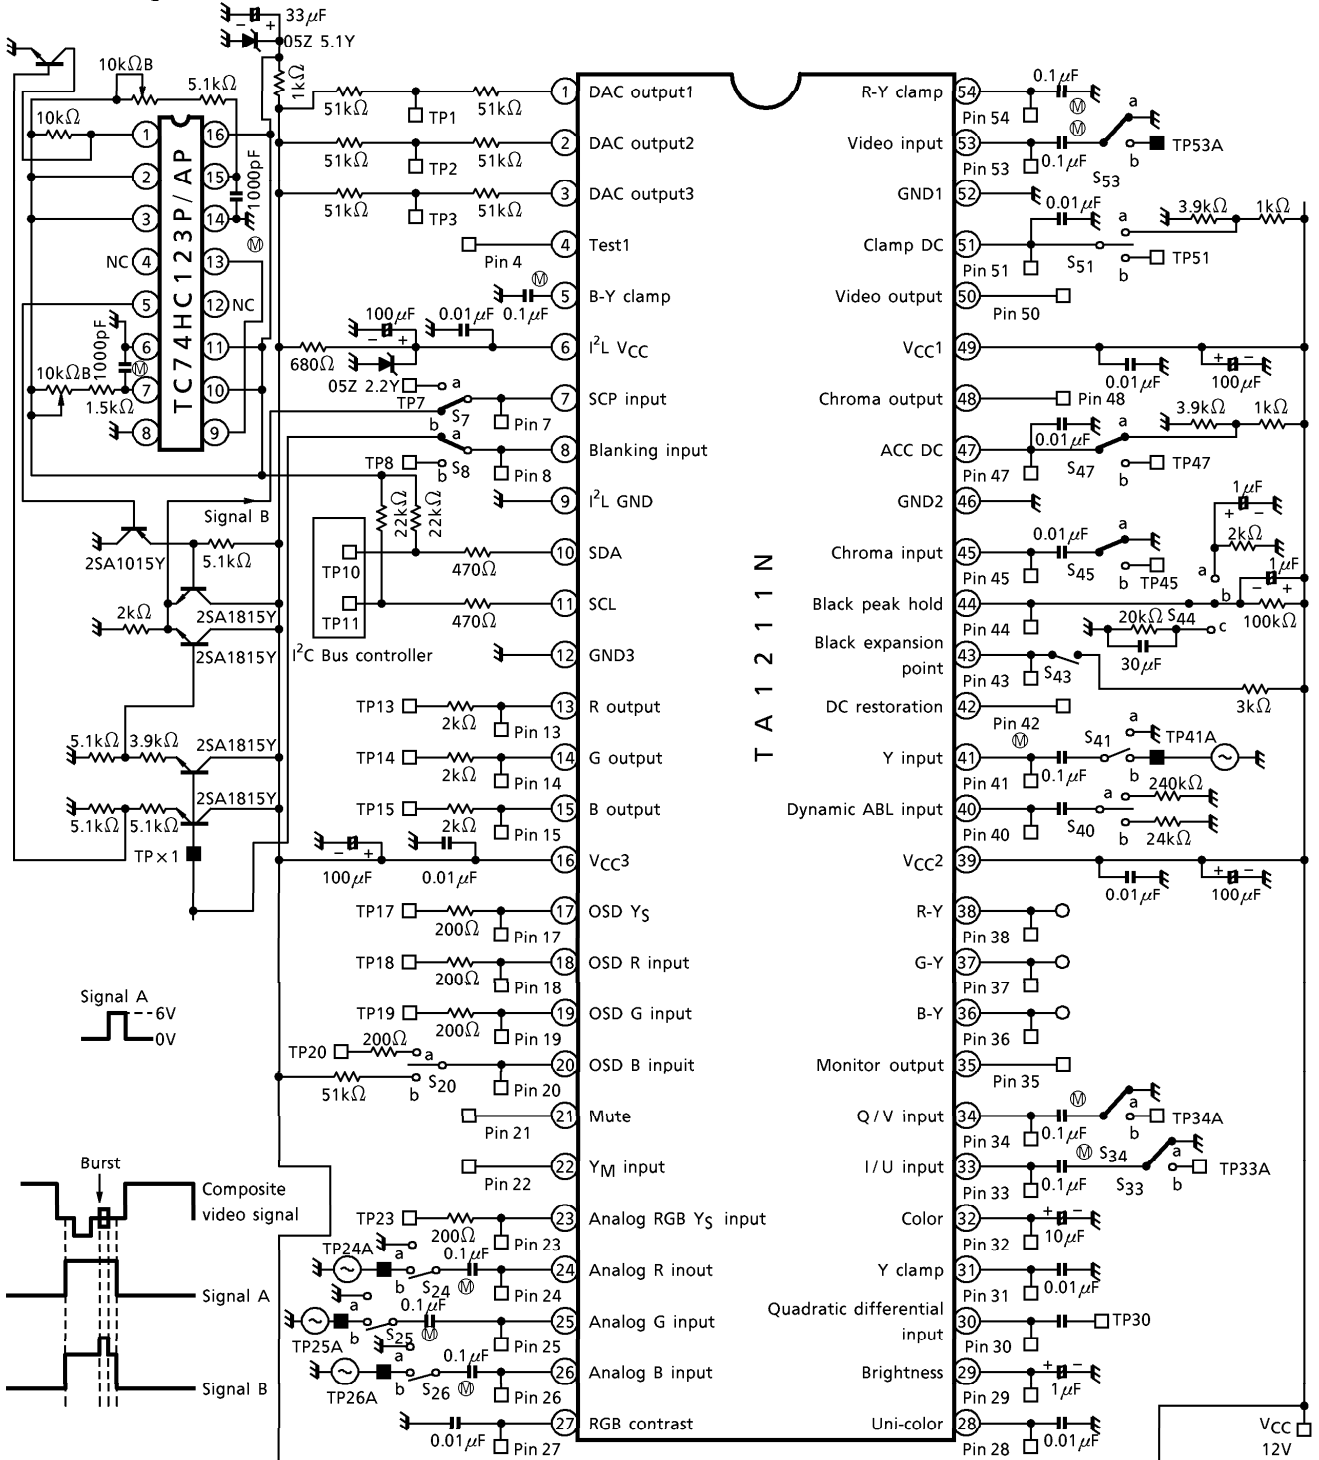 33μF
05Z 5.1Y
10kΩB
5.1kΩ
1kΩ
10kΩ
TC74HC123P/AP
1 16
2 15
3 14
NC 4 13
5 12 NC
6 11
7 10
8 9
1000pF
M
1000pF
M
10kΩB
1.5kΩ
Signal B
2SA1015Y
5.1kΩ
2SA1815Y
2kΩ
2SA1815Y
5.1kΩ 3.9kΩ 2SA1815Y
2SA1815Y
5.1kΩ 5.1kΩ
TP×1
Signal A
6V
0V
Burst
Composite
video signal
Signal A
Signal B
TA1211N
51kΩ TP1 51kΩ 1 DAC output1
51kΩ TP2 51kΩ 2 DAC output2
51kΩ TP3 51kΩ 3 DAC output3
Pin 4 4 Test1
M 0.1μF 5 B-Y clamp
100μF 0.01μF
680Ω 6 I²L VCC
05Z 2.2Y
TP7 a b S7 Pin 7 7 SCP input
TP8 a b S8 Pin 8 8 Blanking input
9 I²L GND
22kΩ 22kΩ
TP10 470Ω 10 SDA
TP11 470Ω 11 SCL
I²C Bus controller
12 GND3
TP13 2kΩ Pin 13 13 R output
TP14 2kΩ Pin 14 14 G output
TP15 2kΩ Pin 15 15 B output
100μF 0.01μF 16 VCC3
TP17 200Ω Pin 17 17 OSD YS
TP18 200Ω Pin 18 18 OSD R input
TP19 200Ω Pin 19 19 OSD G input
TP20 200Ω a
51kΩ b S20 Pin 20 20 OSD B inpuit
Pin 21 21 Mute
Pin 22 22 YM input
TP23 200Ω Pin 23 23 Analog RGB YS input
TP24A a b S24 0.1μF M Pin 24 24 Analog R inout
TP25A a b S25 0.1μF M Pin 25 25 Analog G input
TP26A a b S26 0.1μF M Pin 26 26 Analog B input
0.01μF Pin 27 27 RGB contrast
R-Y clamp 54 Pin 54 0.1μF M
Video input 53 Pin 53 M 0.1μF a b S53 TP53A
GND1 52
Clamp DC 51 Pin 51 0.01μF S51 a b TP51 3.9kΩ 1kΩ
Video output 50 Pin 50
VCC1 49 0.01μF + − 100μF
Chroma output 48 Pin 48
ACC DC 47 Pin 47 0.01μF S47 a b TP47 3.9kΩ 1kΩ
GND2 46
Chroma input 45 Pin 45 0.01μF S45 a b TP45
1μF
2kΩ
1μF
Black peak hold 44 Pin 44 a b c S44 100kΩ
20kΩ
30μF
Black expansion
point 43 Pin 43 S43 3kΩ
DC restoration 42 Pin 42
Y input 41 Pin 41 M 0.1μF S41 a b TP41A
Dynamic ABL input 40 Pin 40 S40 a b 240kΩ 24kΩ
VCC2 39 0.01μF + − 100μF
R-Y 38 Pin 38
G-Y 37 Pin 37
B-Y 36 Pin 36
Monitor output 35 Pin 35
Q/V input 34 Pin 34 M 0.1μF S34 a b TP34A
I/U input 33 Pin 33 M 0.1μF S33 a b TP33A
Color 32 Pin 32 + − 10μF
Y clamp 31 Pin 31 0.01μF
Quadratic differential
input 30 Pin 30 TP30
Brightness 29 Pin 29 + − 1μF
Uni-color 28 Pin 28 0.01μF
VCC
12V